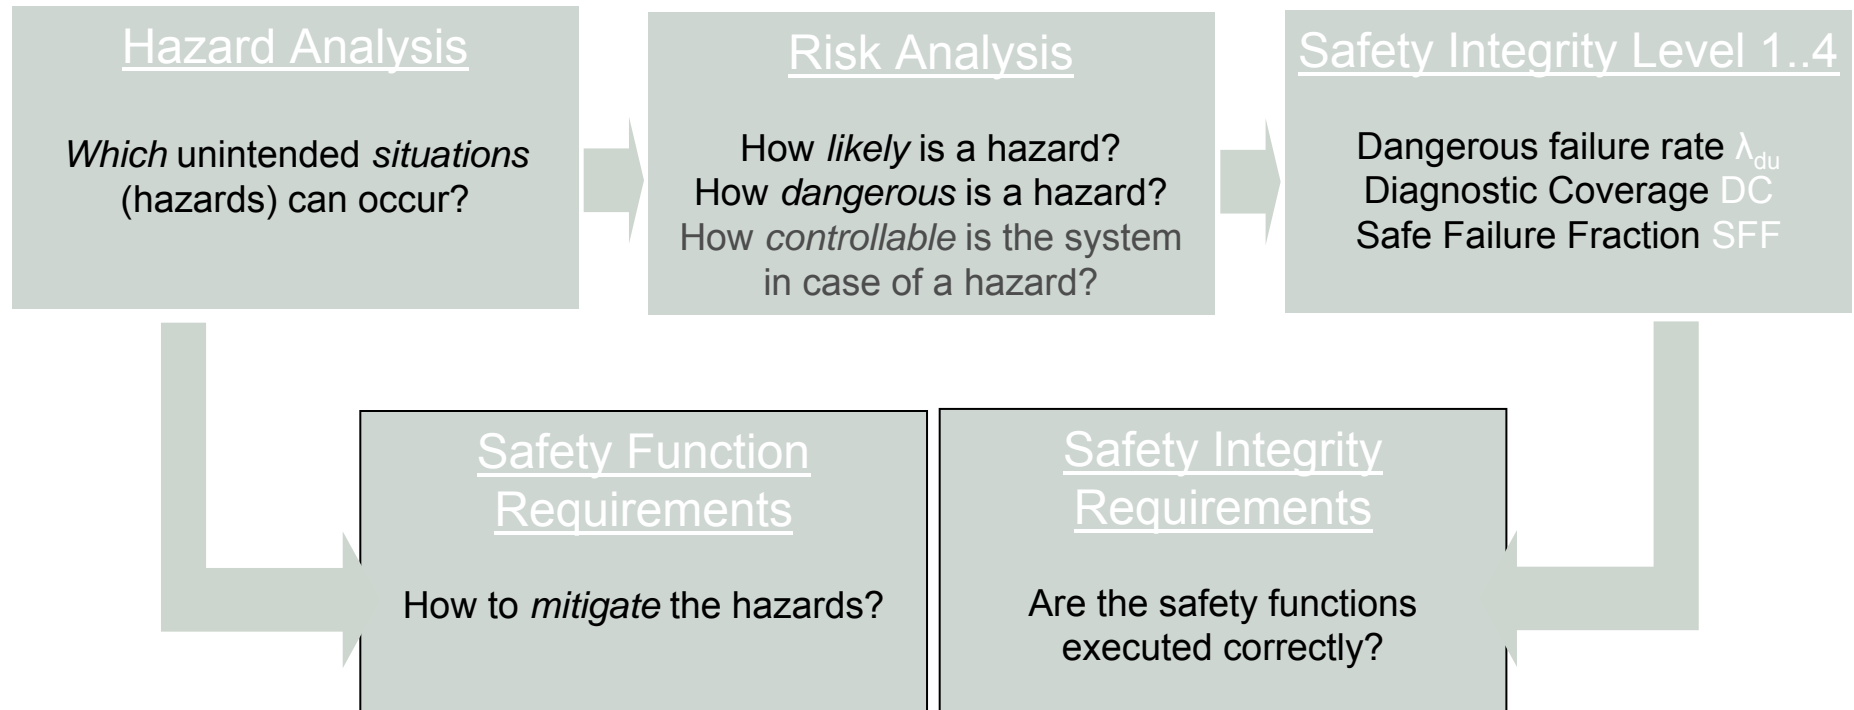 Hazard Analysis
Which unintended situations
(hazards) can occur?
Risk Analysis
How likely is a hazard?
How dangerous is a hazard?
How controllable is the system
in case of a hazard?
Safety Integrity Level 1..4
Dangerous failure rate λdu
Diagnostic Coverage DC
Safe Failure Fraction SFF
Safety Function
Requirements
How to mitigate the hazards?
Safety Integrity
Requirements
Are the safety functions
executed correctly?